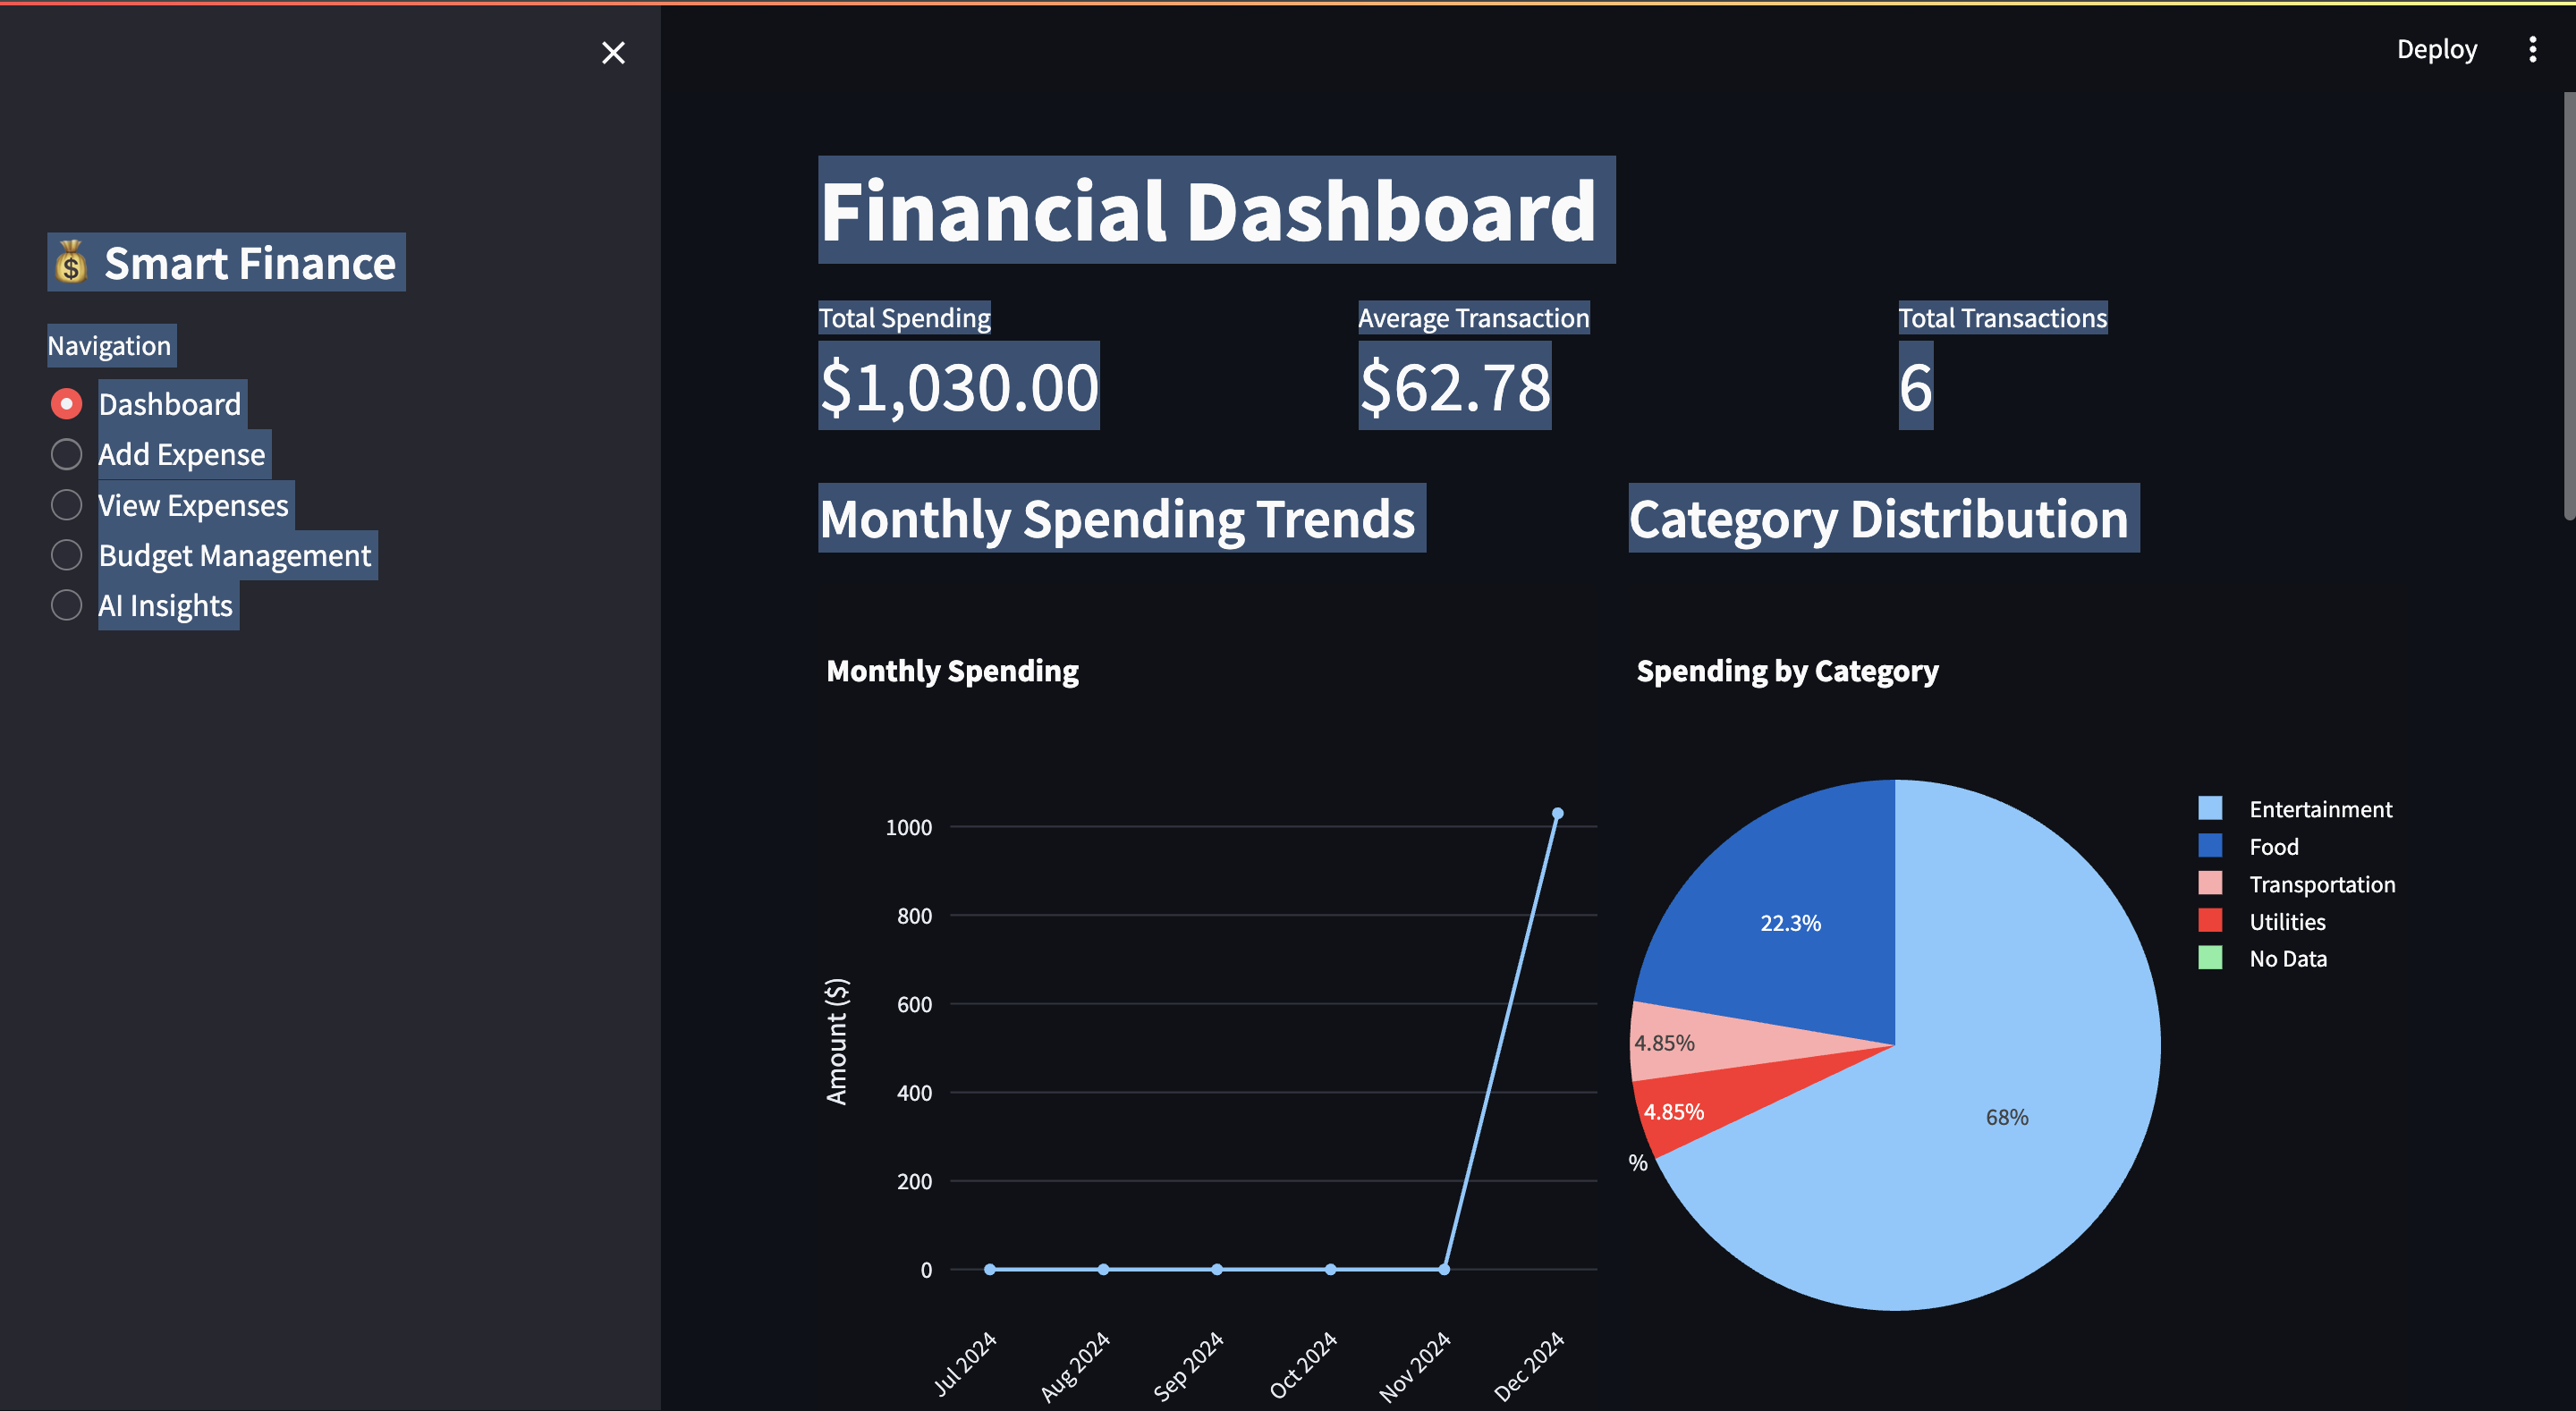 Deploy
💰 Smart Finance
Navigation
Dashboard
Add Expense
View Expenses
Budget Management
AI Insights
Financial Dashboard
Total Spending
$1,030.00
Average Transaction
$62.78
Total Transactions
6
Monthly Spending Trends
Monthly Spending
Amount ($)
1000
800
600
400
200
0
Jul 2024
Aug 2024
Sep 2024
Oct 2024
Nov 2024
Dec 2024
Category Distribution
Spending by Category
22.3%
4.85%
4.85%
%
68%
Entertainment
Food
Transportation
Utilities
No Data